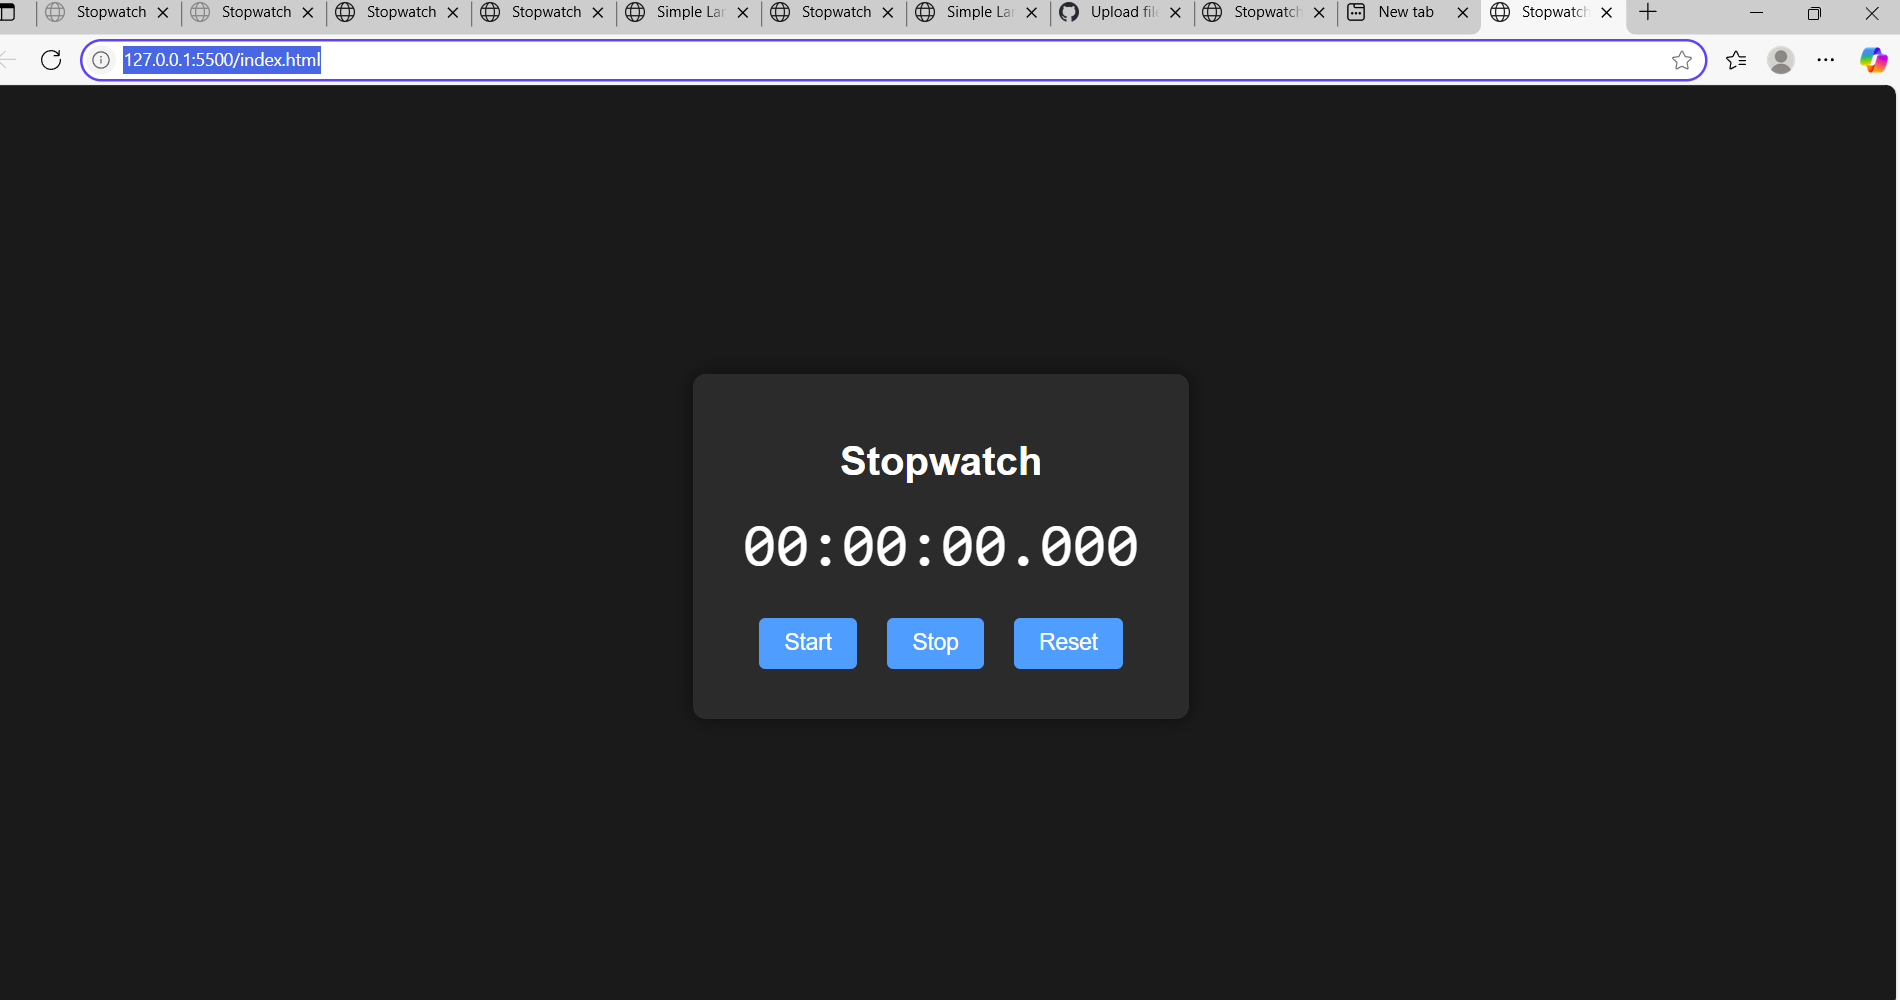 Stopwatch Stopwatch Stopwatch Stopwatch Simple Lar Stopwatch Simple Lar Upload file Stopwatch New tab Stopwatch
127.0.0.1:5500/index.html
Stopwatch
00:00:00.000
Start Stop Reset